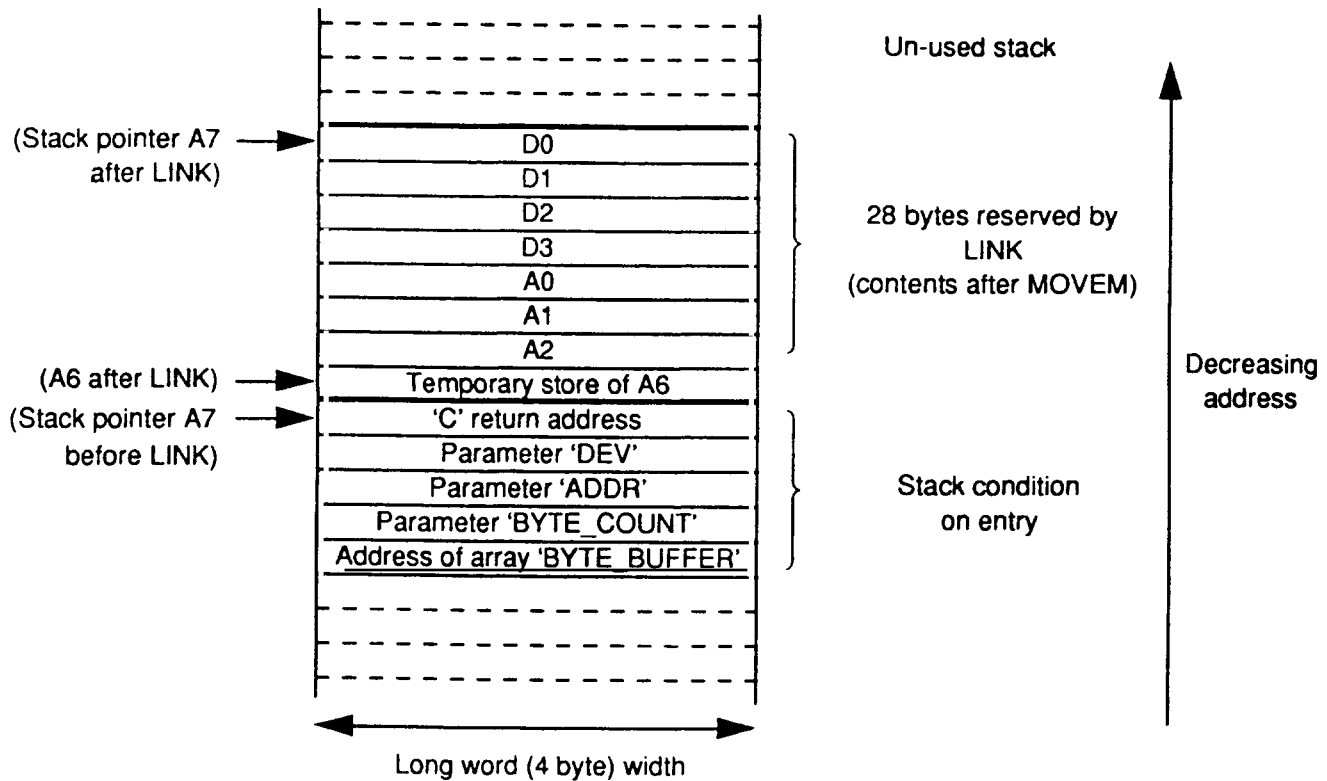 Un-used stack
(Stack pointer A7
after LINK)
D0
D1
D2
D3
A0
A1
A2
28 bytes reserved by
LINK
(contents after MOVEM)
(A6 after LINK)
Temporary store of A6
Decreasing
address
(Stack pointer A7
before LINK)
'C' return address
Parameter 'DEV'
Parameter 'ADDR'
Parameter 'BYTE_COUNT'
Address of array 'BYTE_BUFFER'
Stack condition
on entry
Long word (4 byte) width